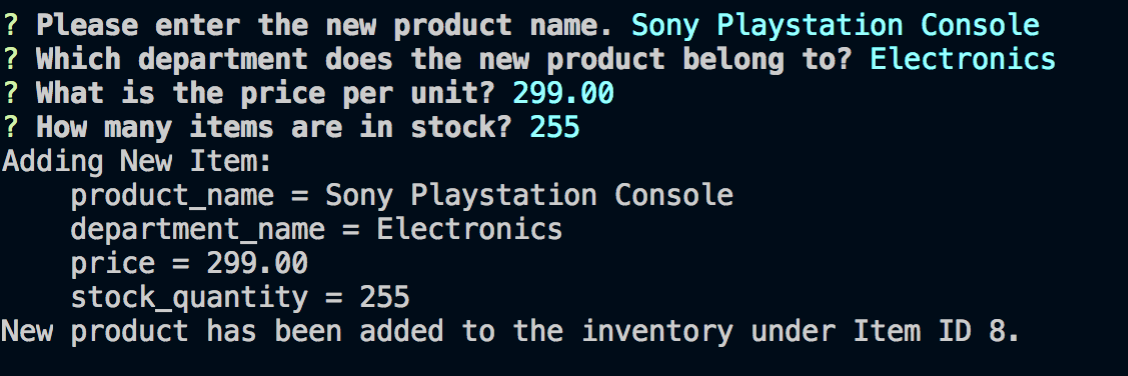 ? Please enter the new product name. Sony Playstation Console
? Which department does the new product belong to? Electronics
? What is the price per unit? 299.00
? How many items are in stock? 255
Adding New Item:
    product_name = Sony Playstation Console
    department_name = Electronics
    price = 299.00
    stock_quantity = 255
New product has been added to the inventory under Item ID 8.